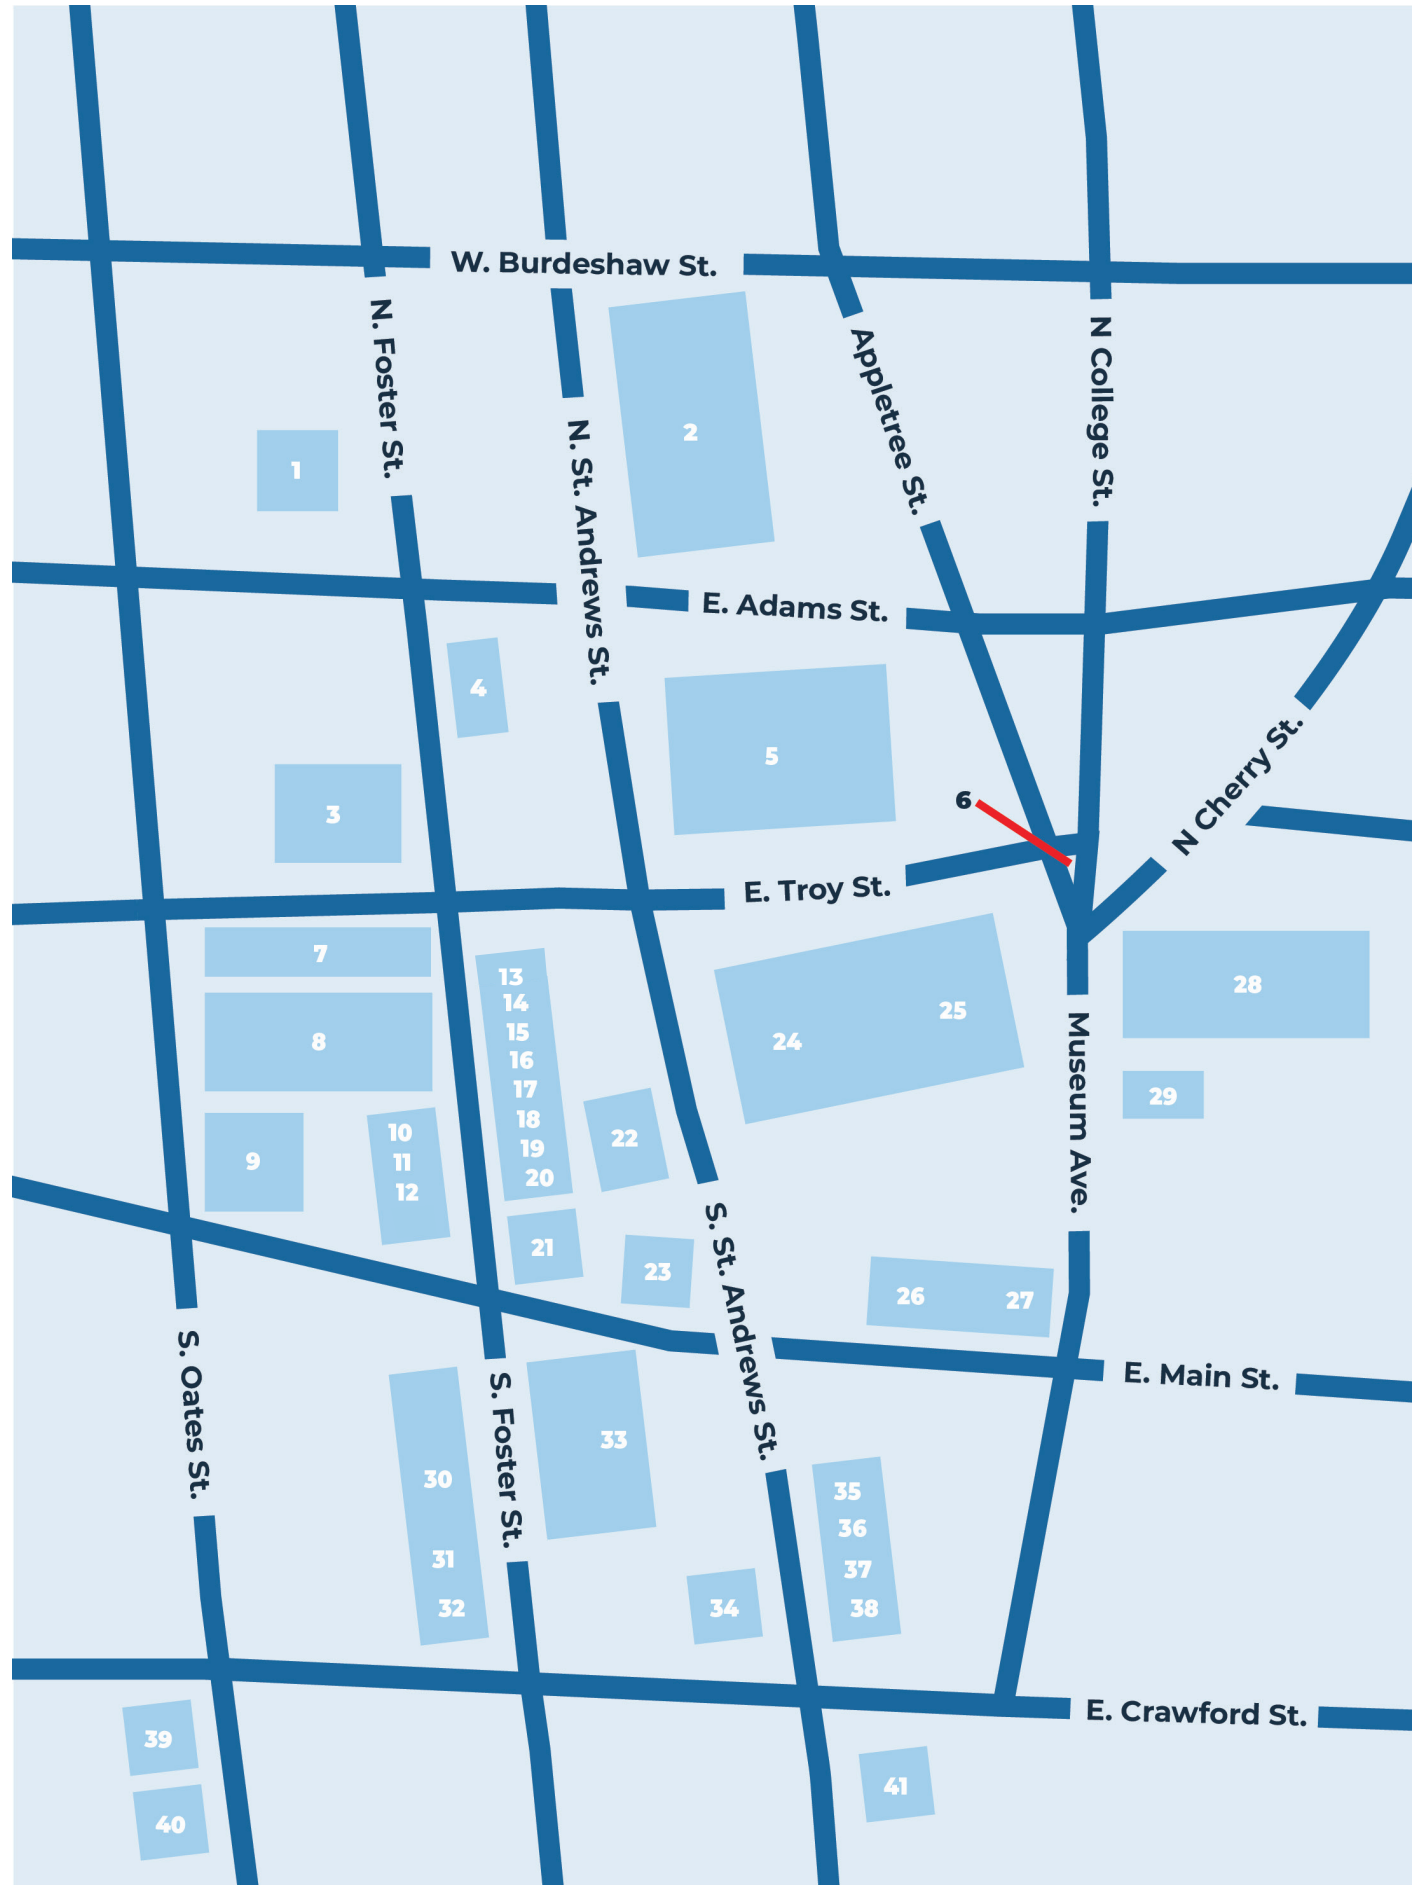 W. Burdeshaw St.
N. Foster St.
N. St. Andrews St.
Appletree St.
N College St.
2
1
E. Adams St.
4
5
3
6
N Cherry St.
E. Troy St.
7
8
9
10
11
12
13
14
15
16
17
18
19
20
21
22
23
24
25
28
29
Museum Ave.
S. St. Andrews St.
26
27
E. Main St.
S. Oates St.
S. Foster St.
30
31
32
33
34
35
36
37
38
E. Crawford St.
39
40
41